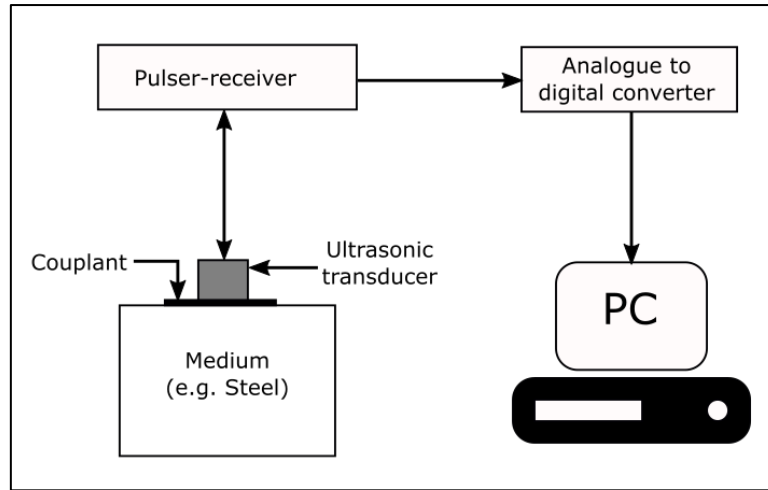 Pulser-receiver
Analogue to
digital converter
Couplant
Ultrasonic
transducer
PC
Medium
(e.g. Steel)